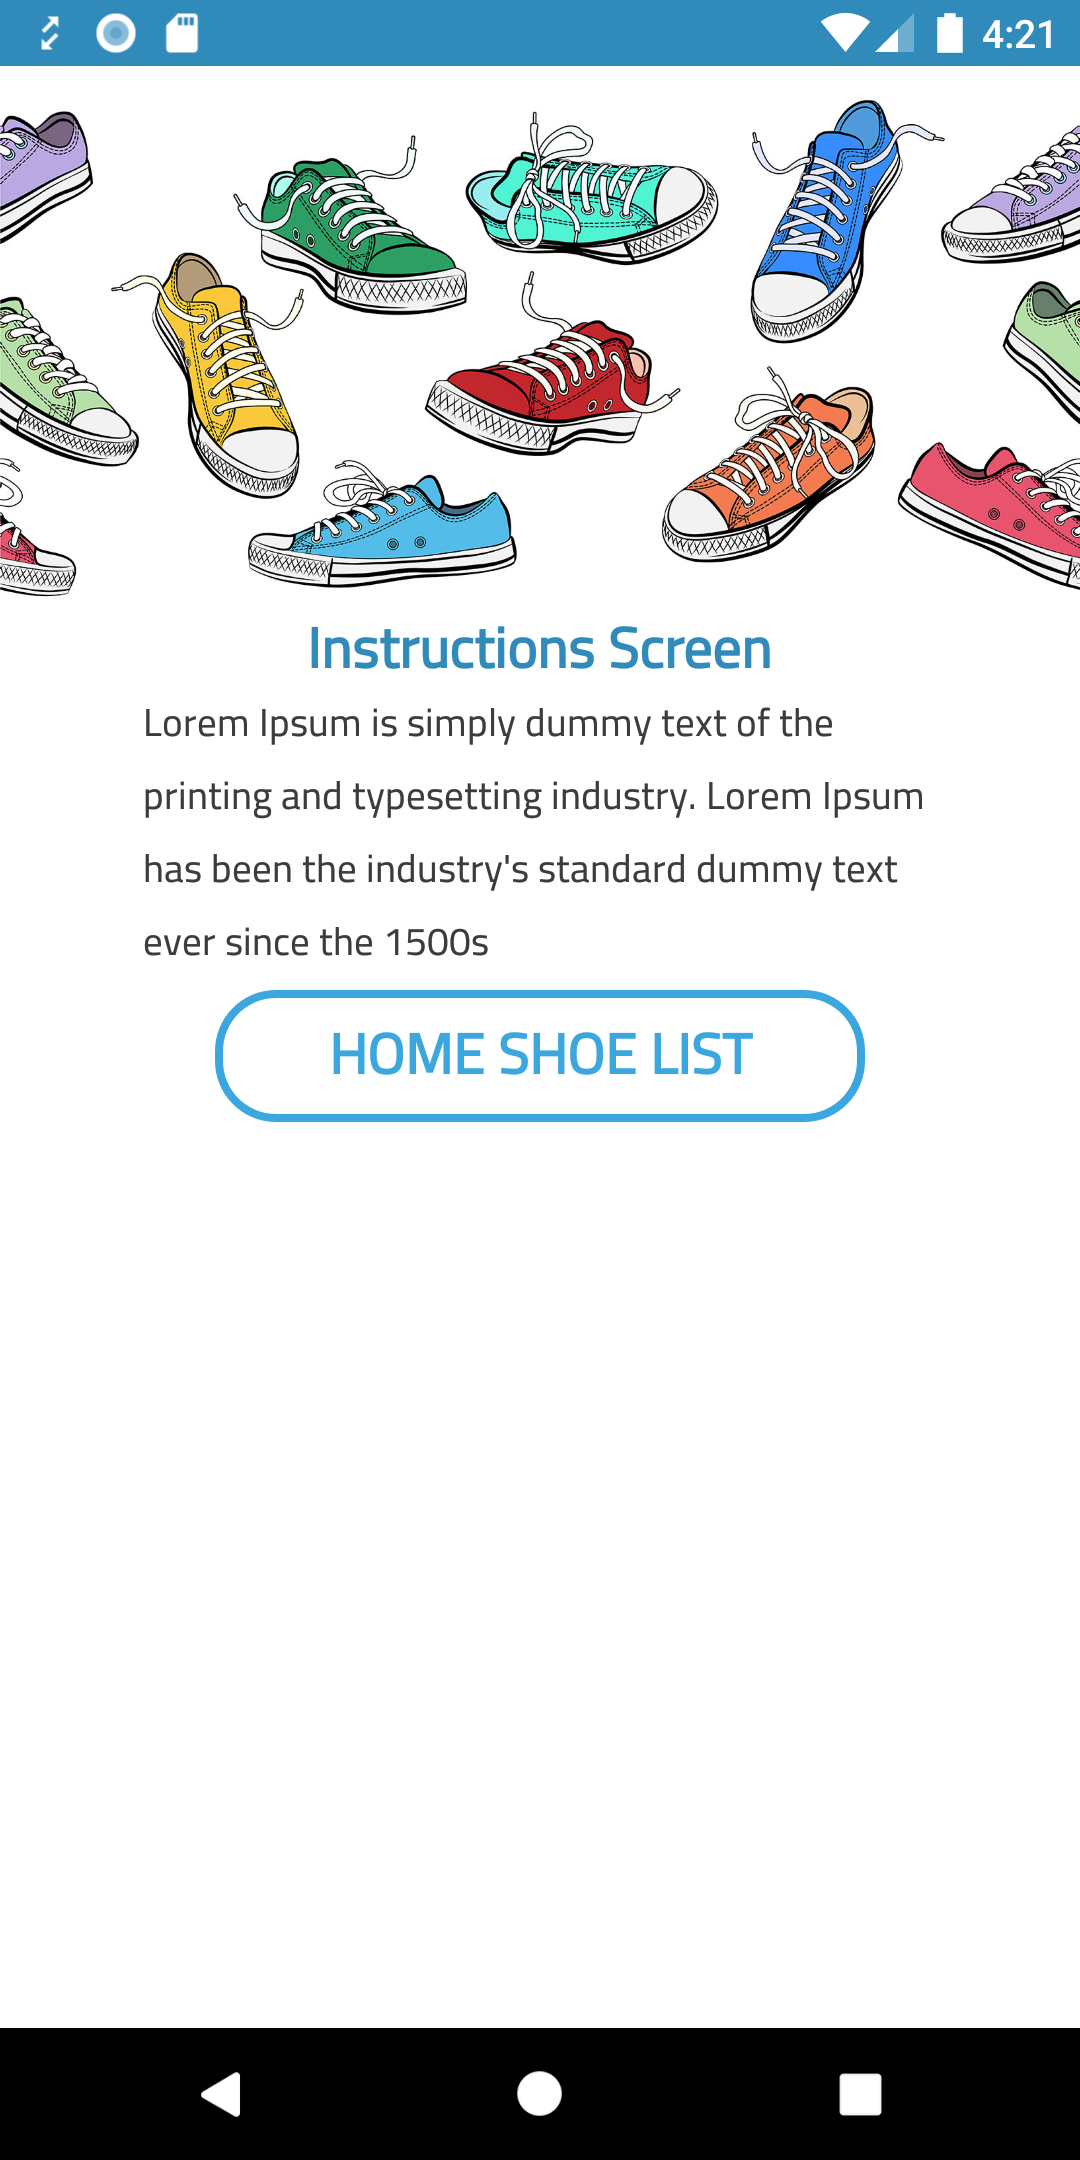 4:21
Instructions Screen
Lorem Ipsum is simply dummy text of the
printing and typesetting industry. Lorem Ipsum
has been the industry's standard dummy text
ever since the 1500s
HOME SHOE LIST